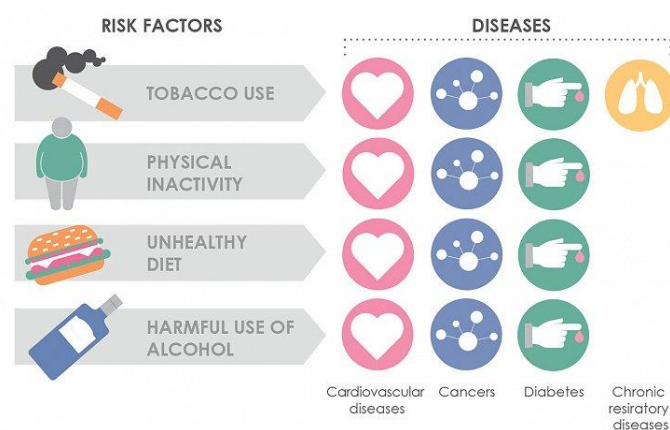 RISK FACTORS
DISEASES
TOBACCO USE
PHYSICAL
INACTIVITY
UNHEALTHY
DIET
HARMFUL USE OF
ALCOHOL
Cardiovascular
diseases
Cancers
Diabetes
Chronic
resiratory
diseases